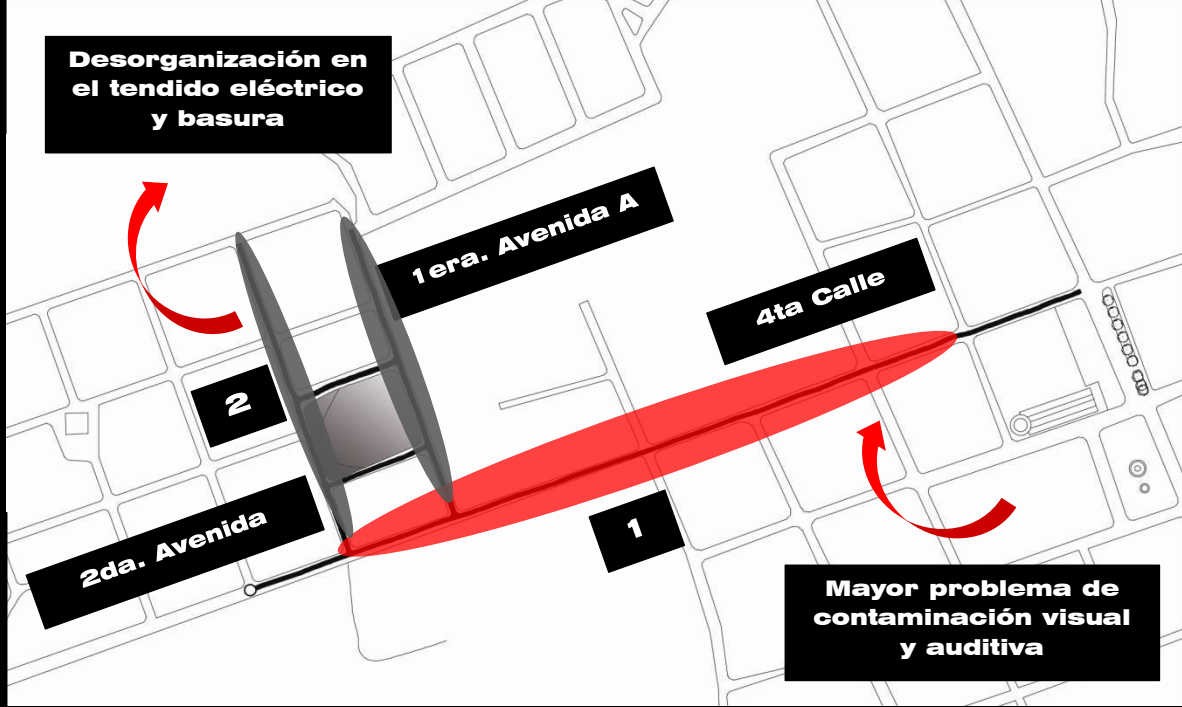 Desorganización en
el tendido eléctrico
y basura
1era. Avenida A
4ta Calle
2
2da. Avenida
1
Mayor problema de
contaminación visual
y auditiva